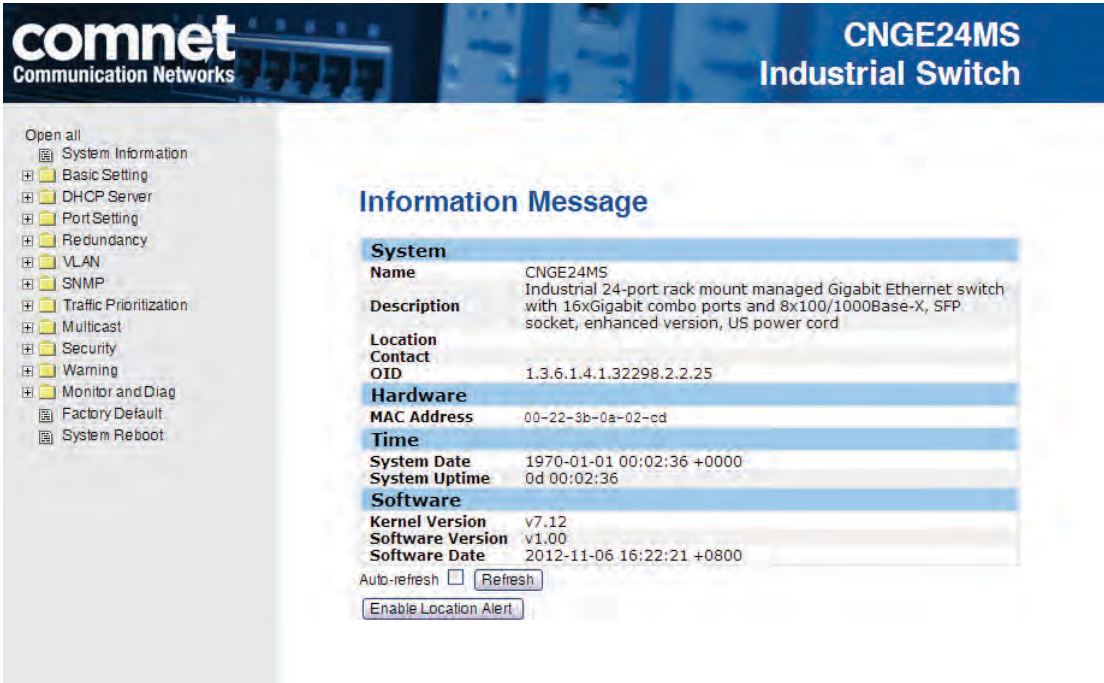 comnet
Communication Networks
CNGE24MS
Industrial Switch
Open all
System Information
Basic Setting
DHCP Server
Port Setting
Redundancy
VLAN
SNMP
Traffic Prioritization
Multicast
Security
Warning
Monitor and Diag
Factory Default
System Reboot
Information Message
System
Name CNGE24MS
Description Industrial 24-port rack mount managed Gigabit Ethernet switch
with 16xGigabit combo ports and 8x100/1000Base-X, SFP
socket, enhanced version, US power cord
Location
Contact
OID 1.3.6.1.4.1.32298.2.2.25
Hardware
MAC Address 00-22-3b-0a-02-cd
Time
System Date 1970-01-01 00:02:36 +0000
System Uptime 0d 00:02:36
Software
Kernel Version v7.12
Software Version v1.00
Software Date 2012-11-06 16:22:21 +0800
Auto-refresh Refresh
Enable Location Alert